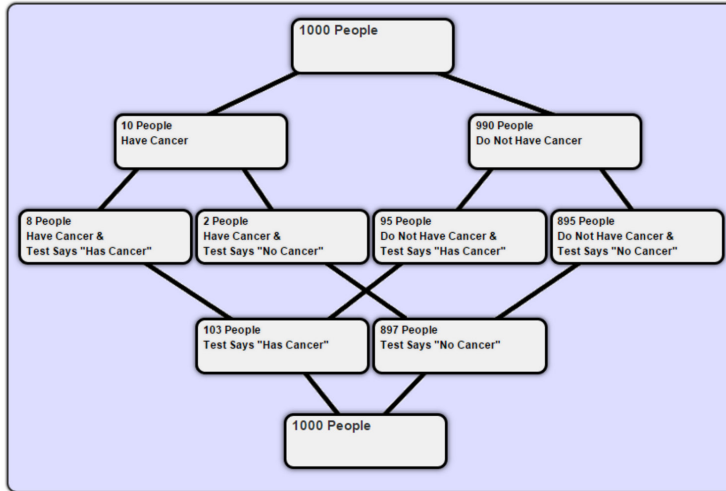 1000 People
10 People
Have Cancer
990 People
Do Not Have Cancer
8 People
Have Cancer &
Test Says "Has Cancer"
2 People
Have Cancer &
Test Says "No Cancer"
95 People
Do Not Have Cancer &
Test Says "Has Cancer"
895 People
Do Not Have Cancer &
Test Says "No Cancer"
103 People
Test Says "Has Cancer"
897 People
Test Says "No Cancer"
1000 People